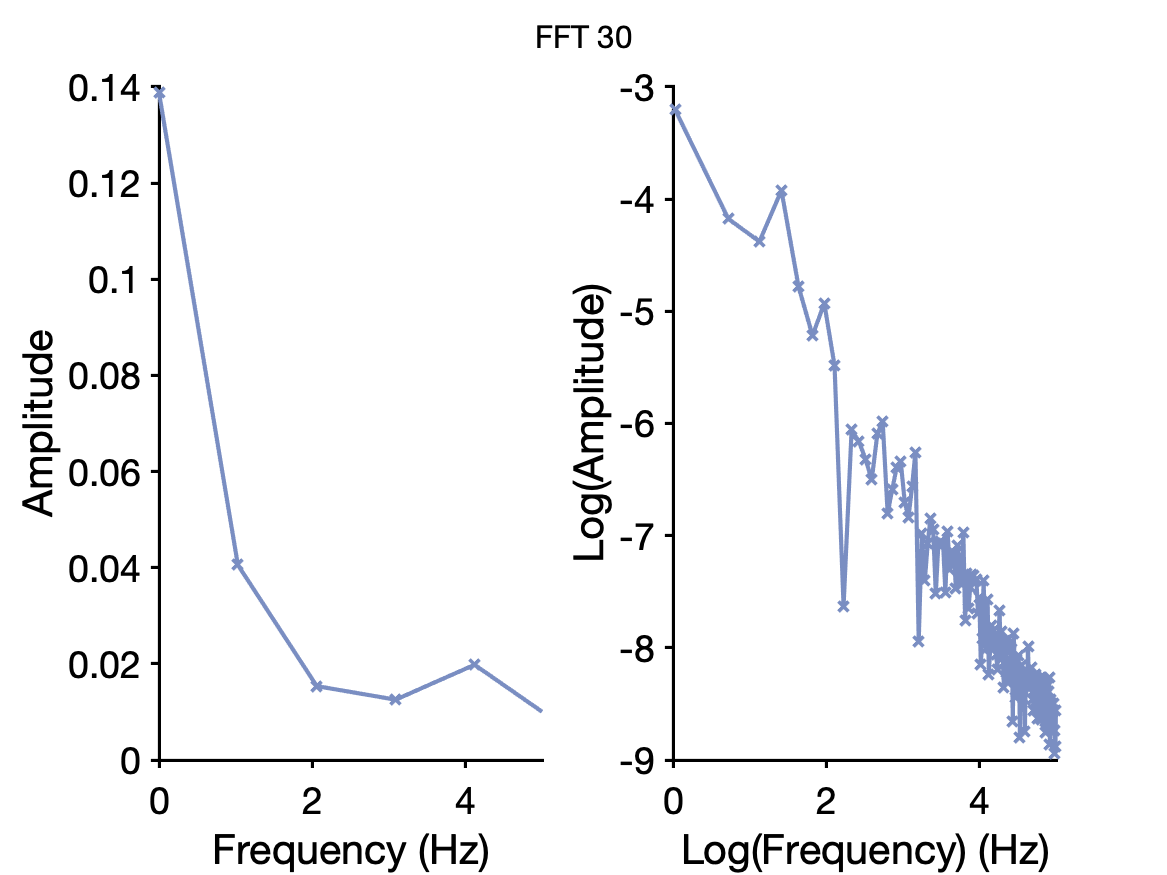 FFT 30
0.14
0.12
0.1
0.08
0.06
0.04
0.02
0
0 2 4
Amplitude
Frequency (Hz)
-3
-4
-5
-6
-7
-8
-9
0 2 4
Log(Amplitude)
Log(Frequency) (Hz)